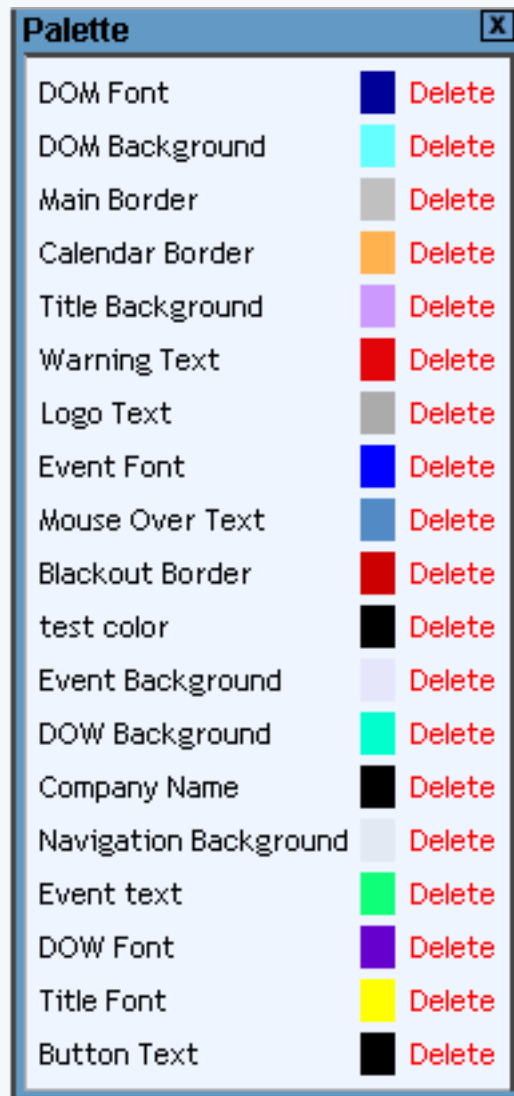 Palette X
DOM Font Delete
DOM Background Delete
Main Border Delete
Calendar Border Delete
Title Background Delete
Warning Text Delete
Logo Text Delete
Event Font Delete
Mouse Over Text Delete
Blackout Border Delete
test color Delete
Event Background Delete
DOW Background Delete
Company Name Delete
Navigation Background Delete
Event text Delete
DOW Font Delete
Title Font Delete
Button Text Delete